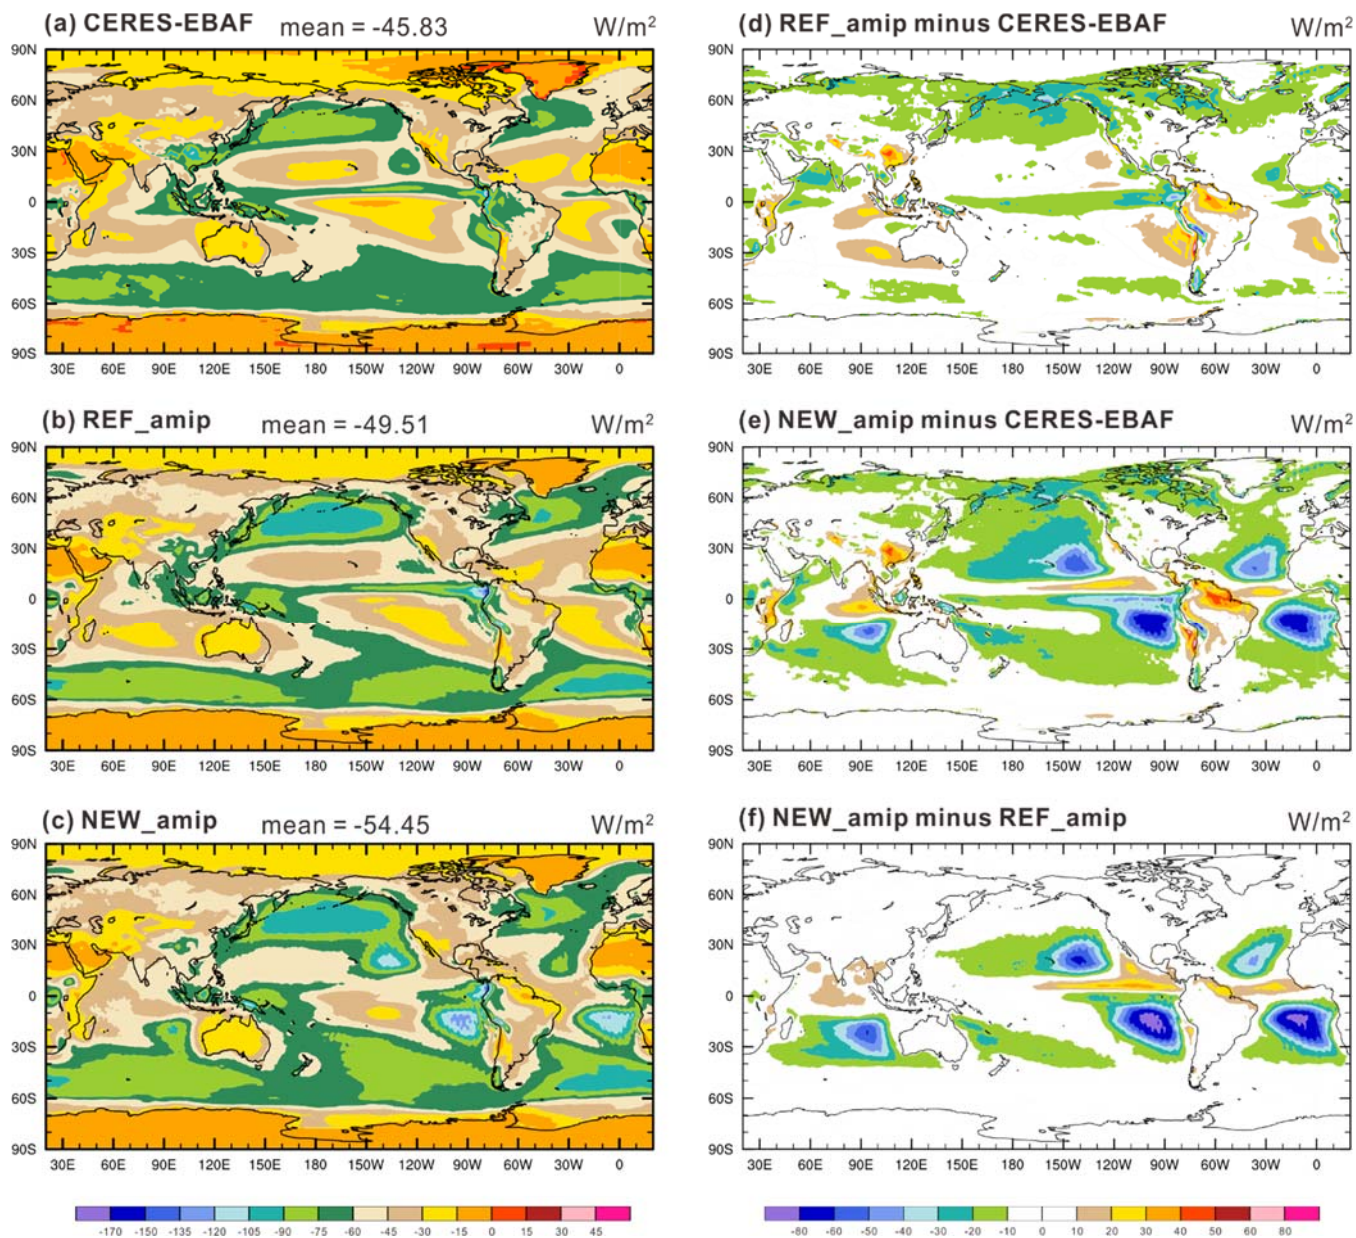 (a) CERES-EBAF mean = -45.83 W/m²
90N
60N
30N
0
30S
60S
90S
30E 60E 90E 120E 150E 180 150W 120W 90W 60W 30W 0
(b) REF_amip mean = -49.51 W/m²
90N
60N
30N
0
30S
60S
90S
30E 60E 90E 120E 150E 180 150W 120W 90W 60W 30W 0
(c) NEW_amip mean = -54.45 W/m²
90N
60N
30N
0
30S
60S
90S
30E 60E 90E 120E 150E 180 150W 120W 90W 60W 30W 0
-170 -150 -135 -120 -105 -90 -75 -60 -45 -30 -15 0 15 30 45
(d) REF_amip minus CERES-EBAF W/m²
90N
60N
30N
0
30S
60S
90S
30E 60E 90E 120E 150E 180 150W 120W 90W 60W 30W 0
(e) NEW_amip minus CERES-EBAF W/m²
90N
60N
30N
0
30S
60S
90S
30E 60E 90E 120E 150E 180 150W 120W 90W 60W 30W 0
(f) NEW_amip minus REF_amip W/m²
90N
60N
30N
0
30S
60S
90S
30E 60E 90E 120E 150E 180 150W 120W 90W 60W 30W 0
-80 -60 -50 -40 -30 -20 -10 0 10 20 30 40 50 60 80